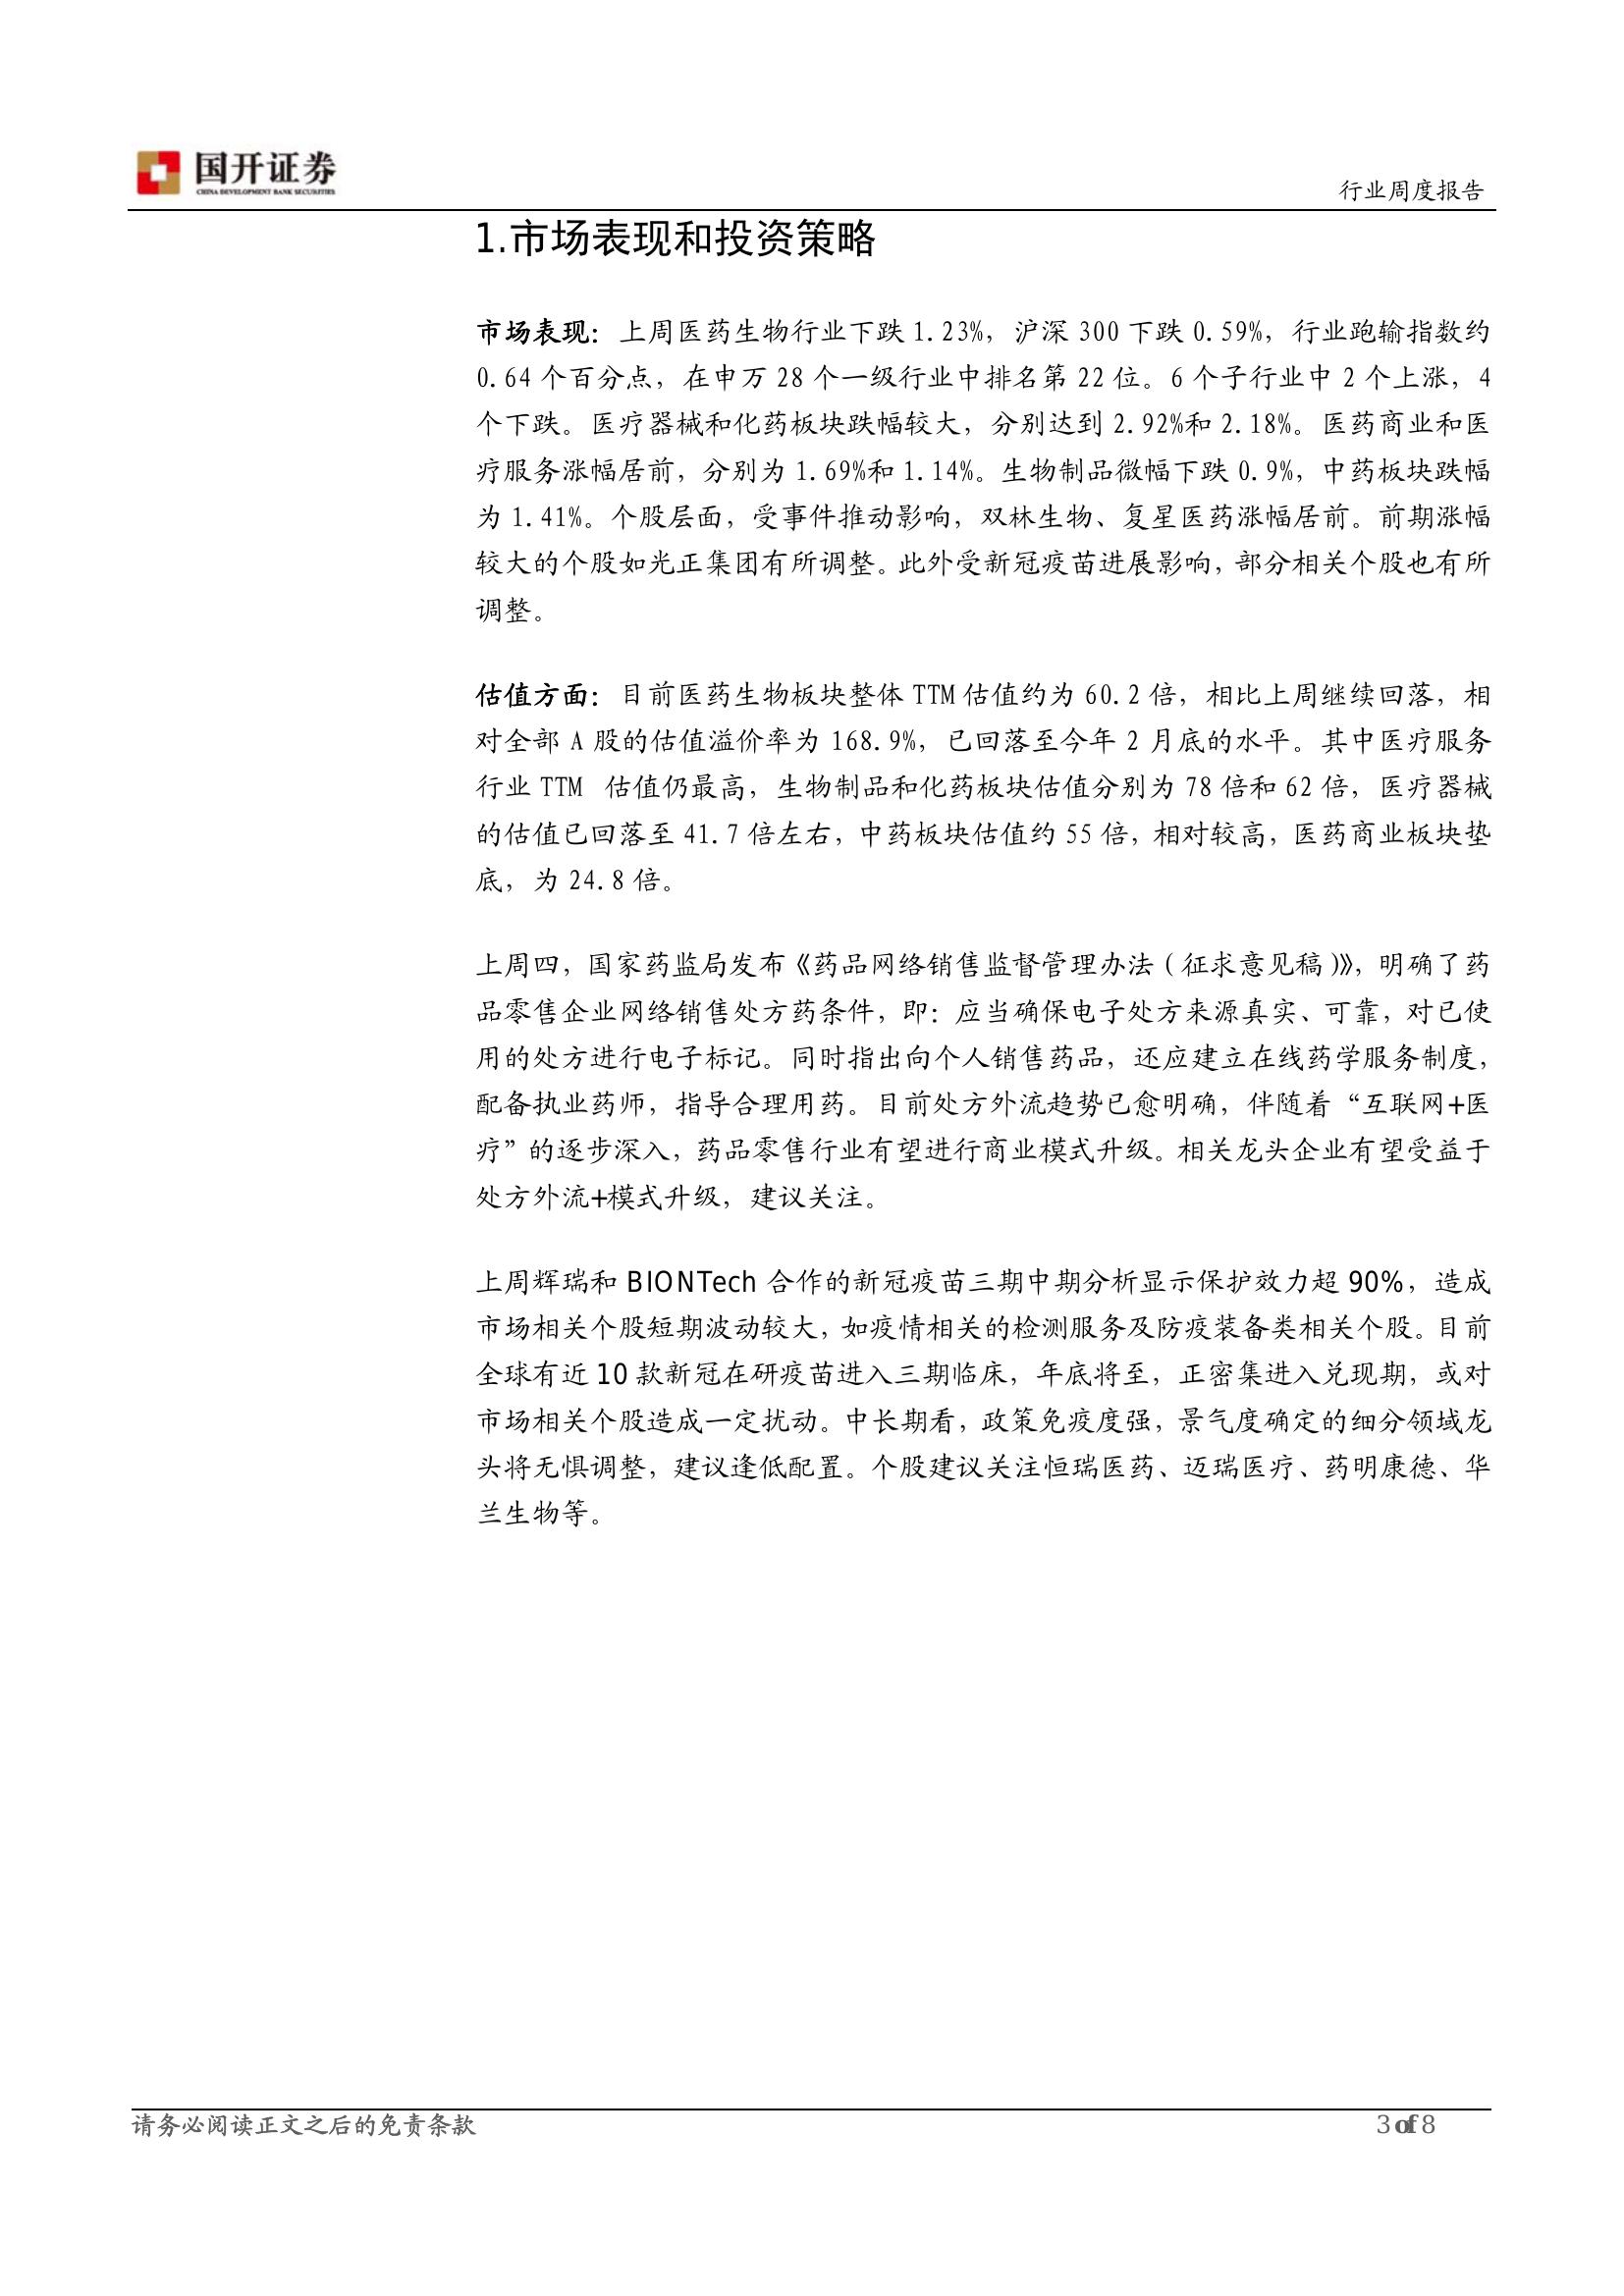 国开证券
CHINA DEVELOPMENT BANK SECURITIES
行业周度报告
1.市场表现和投资策略
市场表现：上周医药生物行业下跌 1.23%，沪深 300 下跌 0.59%，行业跑输指数约
0.64 个百分点，在申万 28 个一级行业中排名第 22 位。6 个子行业中 2 个上涨，4
个下跌。医疗器械和化药板块跌幅较大，分别达到 2.92%和 2.18%。医药商业和医
疗服务涨幅居前，分别为 1.69%和 1.14%。生物制品微幅下跌 0.9%，中药板块跌幅
为 1.41%。个股层面，受事件推动影响，双林生物、复星医药涨幅居前。前期涨幅
较大的个股如光正集团有所调整。此外受新冠疫苗进展影响，部分相关个股也有所
调整。
估值方面：目前医药生物板块整体 TTM 估值约为 60.2 倍，相比上周继续回落，相
对全部 A 股的估值溢价率为 168.9%，已回落至今年 2 月底的水平。其中医疗服务
行业 TTM 估值仍最高，生物制品和化药板块估值分别为 78 倍和 62 倍，医疗器械
的估值已回落至 41.7 倍左右，中药板块估值约 55 倍，相对较高，医药商业板块垫
底，为 24.8 倍。
上周四，国家药监局发布《药品网络销售监督管理办法（征求意见稿）》，明确了药
品零售企业网络销售处方药条件，即：应当确保电子处方来源真实、可靠，对已使
用的处方进行电子标记。同时指出向个人销售药品，还应建立在线药学服务制度，
配备执业药师，指导合理用药。目前处方外流趋势已愈明确，伴随着“互联网+医
疗”的逐步深入，药品零售行业有望进行商业模式升级。相关龙头企业有望受益于
处方外流+模式升级，建议关注。
上周辉瑞和 BIONTech 合作的新冠疫苗三期中期分析显示保护效力超 90%，造成
市场相关个股短期波动较大，如疫情相关的检测服务及防疫装备类相关个股。目前
全球有近 10 款新冠在研疫苗进入三期临床，年底将至，正密集进入兑现期，或对
市场相关个股造成一定扰动。中长期看，政策免疫度强，景气度确定的细分领域龙
头将无惧调整，建议逢低配置。个股建议关注恒瑞医药、迈瑞医疗、药明康德、华
兰生物等。
请务必阅读正文之后的免责条款
3 of 8